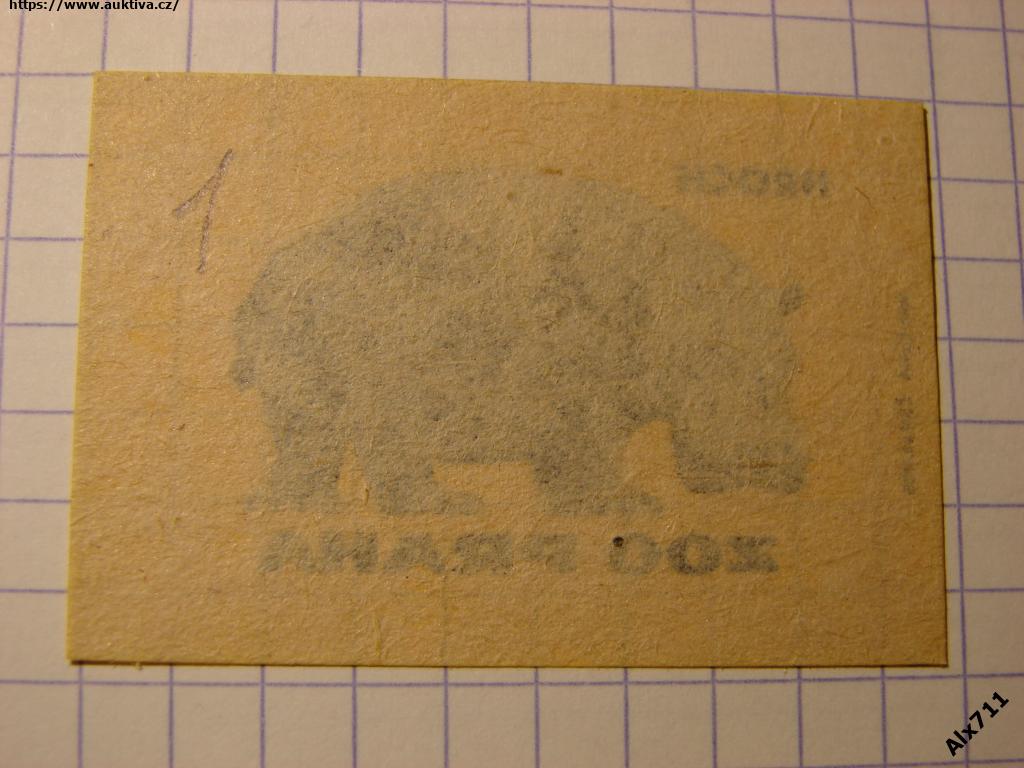 https://www.auktiva.cz/
1
HROCH
ZOO PRAHA
Alx711